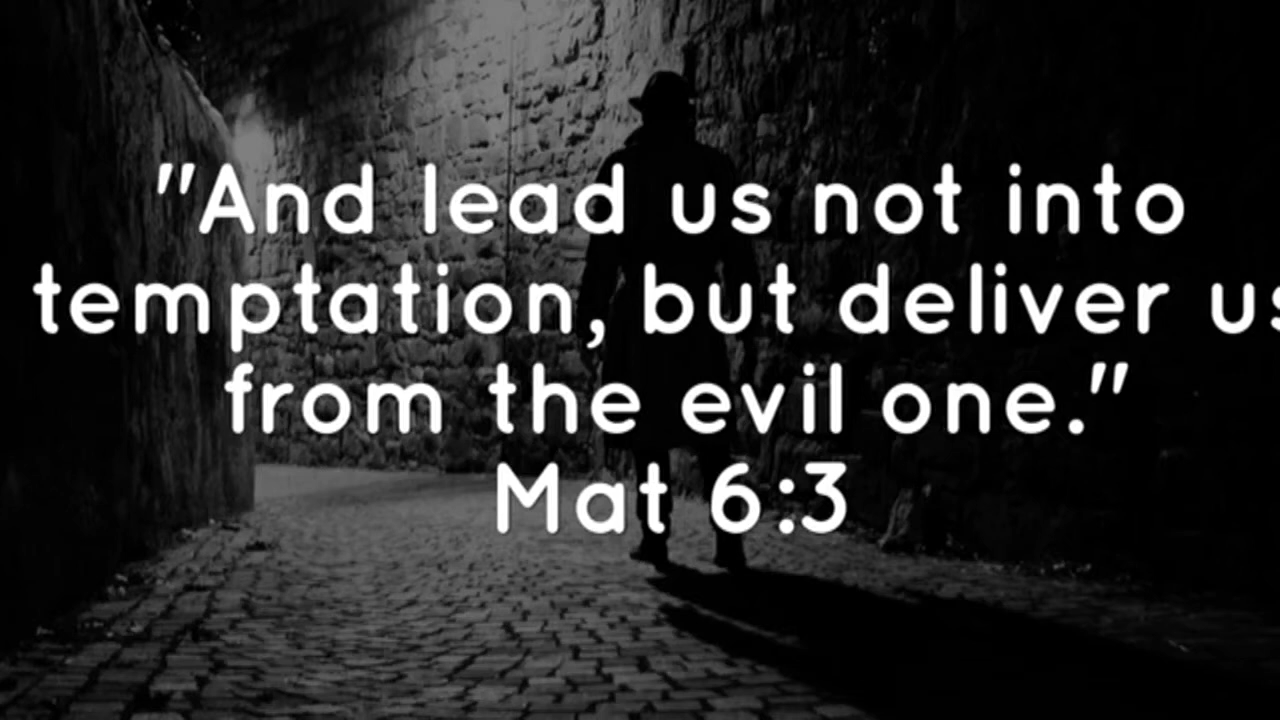 "And lead us not into
temptation, but deliver us
from the evil one."
Mat 6:3